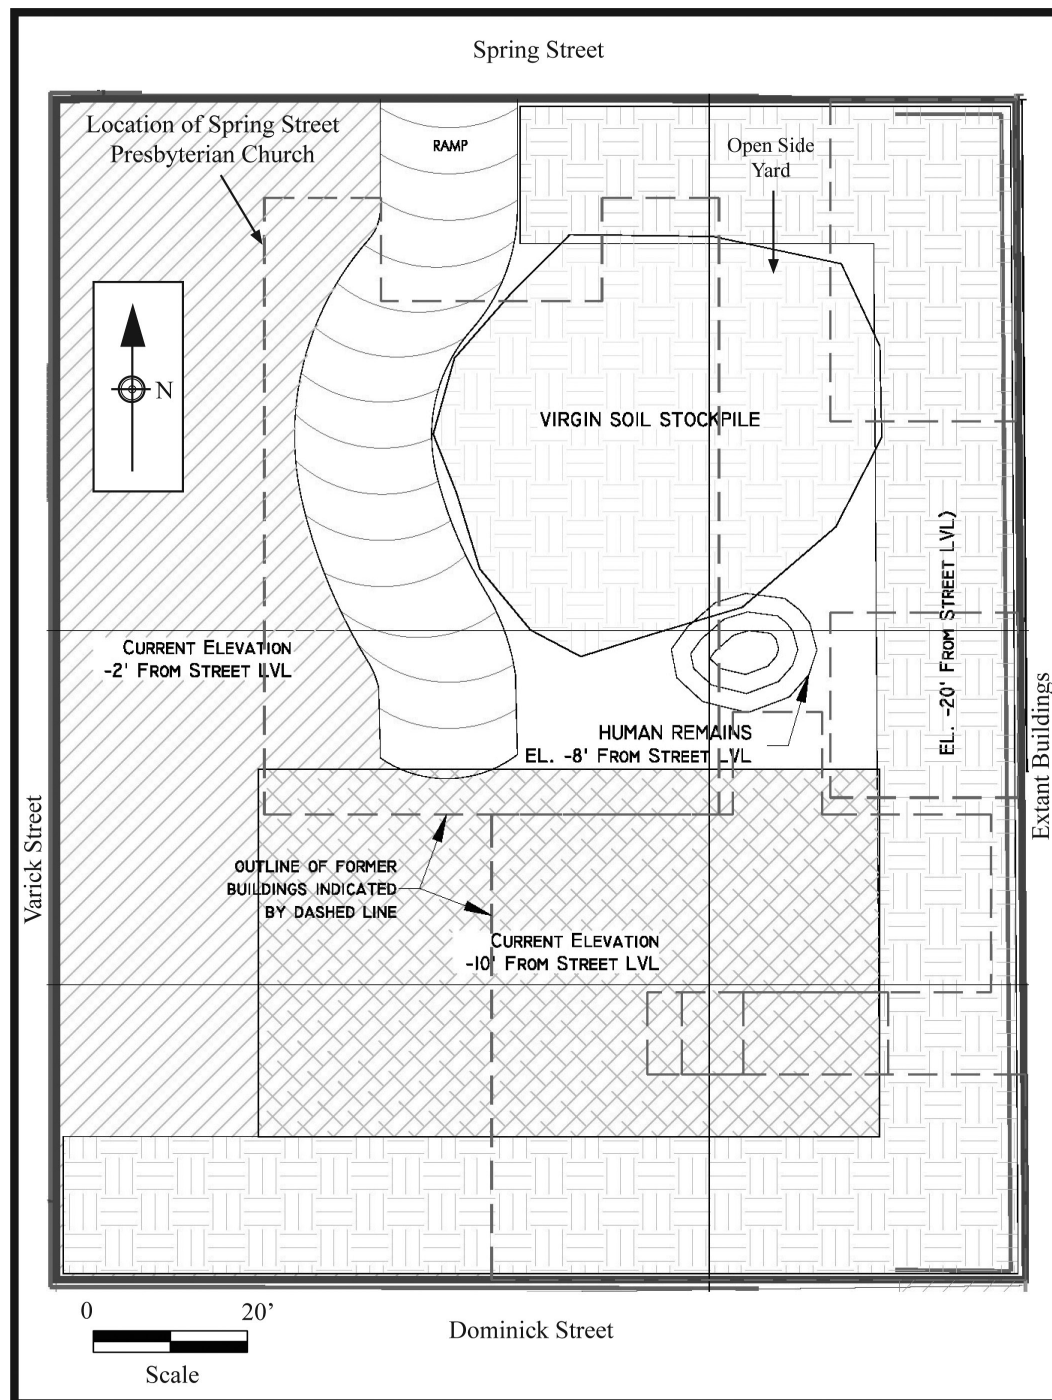 Spring Street
Location of Spring Street
Presbyterian Church
RAMP
Open Side
Yard
N
VIRGIN SOIL STOCKPILE
EL. -20' FROM STREET LVL)
CURRENT ELEVATION
-2' FROM STREET LVL
HUMAN REMAINS
EL. -8' FROM STREET LVL
Extant Buildings
Varick Street
OUTLINE OF FORMER
BUILDINGS INDICATED
BY DASHED LINE
CURRENT ELEVATION
-10' FROM STREET LVL
0 20’
Scale
Dominick Street